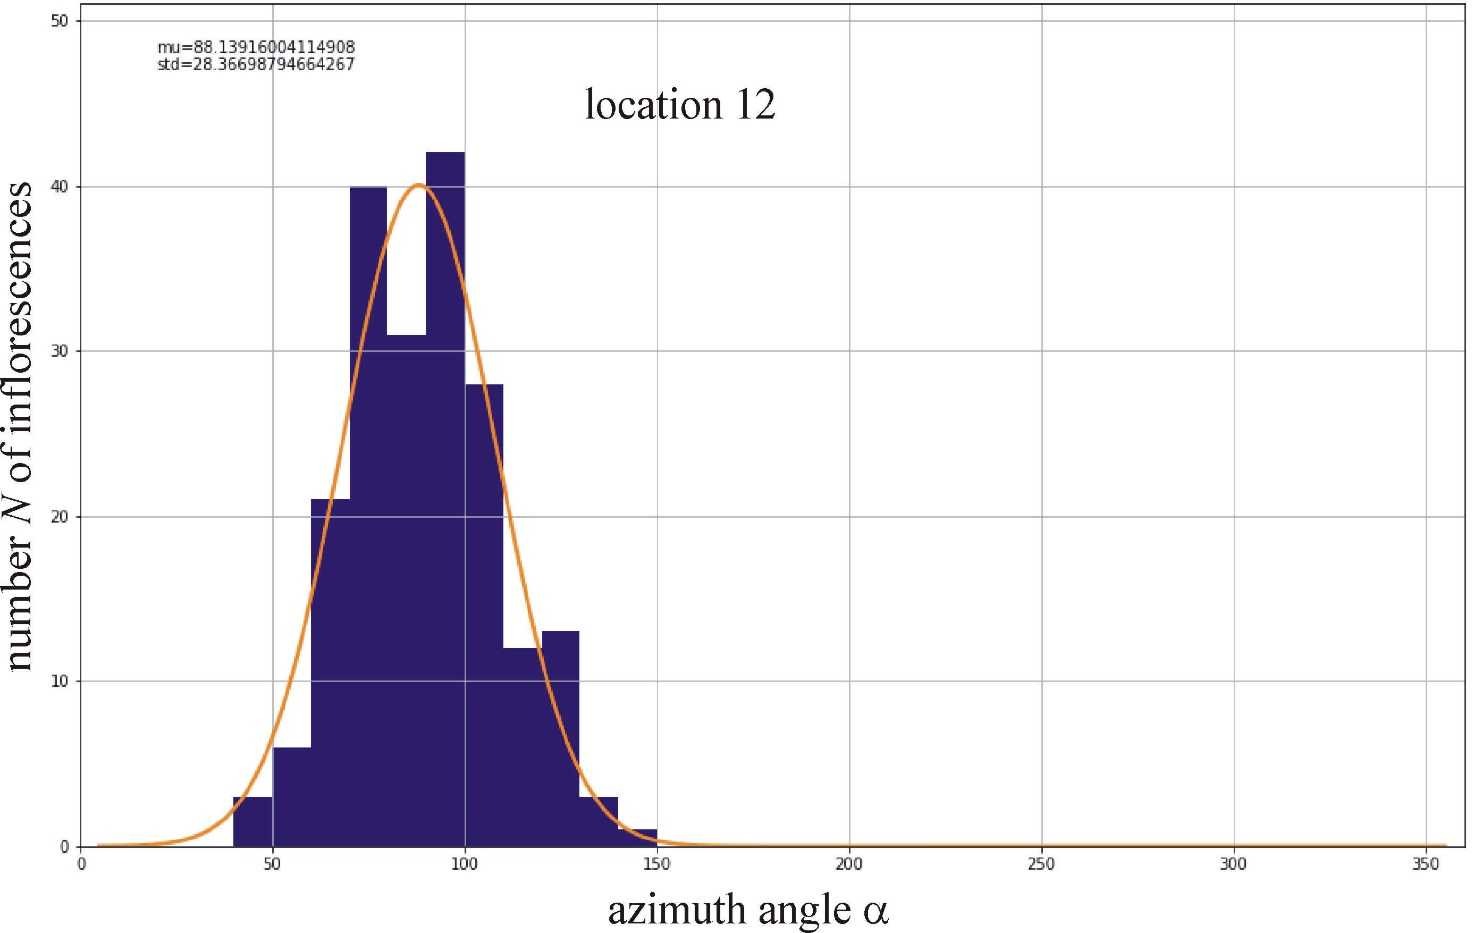 50
mu=88.13916004114908
std=28.36698794664267
location 12
40
30
20
10
0
number N of inflorescences
0 50 100 150 200 250 300 350
azimuth angle α